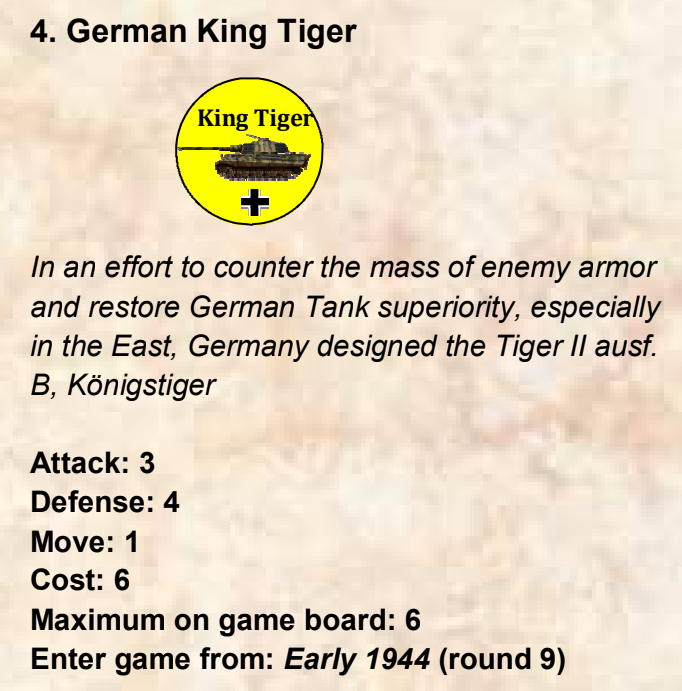 4. German King Tiger
King Tiger
In an effort to counter the mass of enemy armor
and restore German Tank superiority, especially
in the East, Germany designed the Tiger II ausf.
B, Königstiger
Attack: 3
Defense: 4
Move: 1
Cost: 6
Maximum on game board: 6
Enter game from: Early 1944 (round 9)